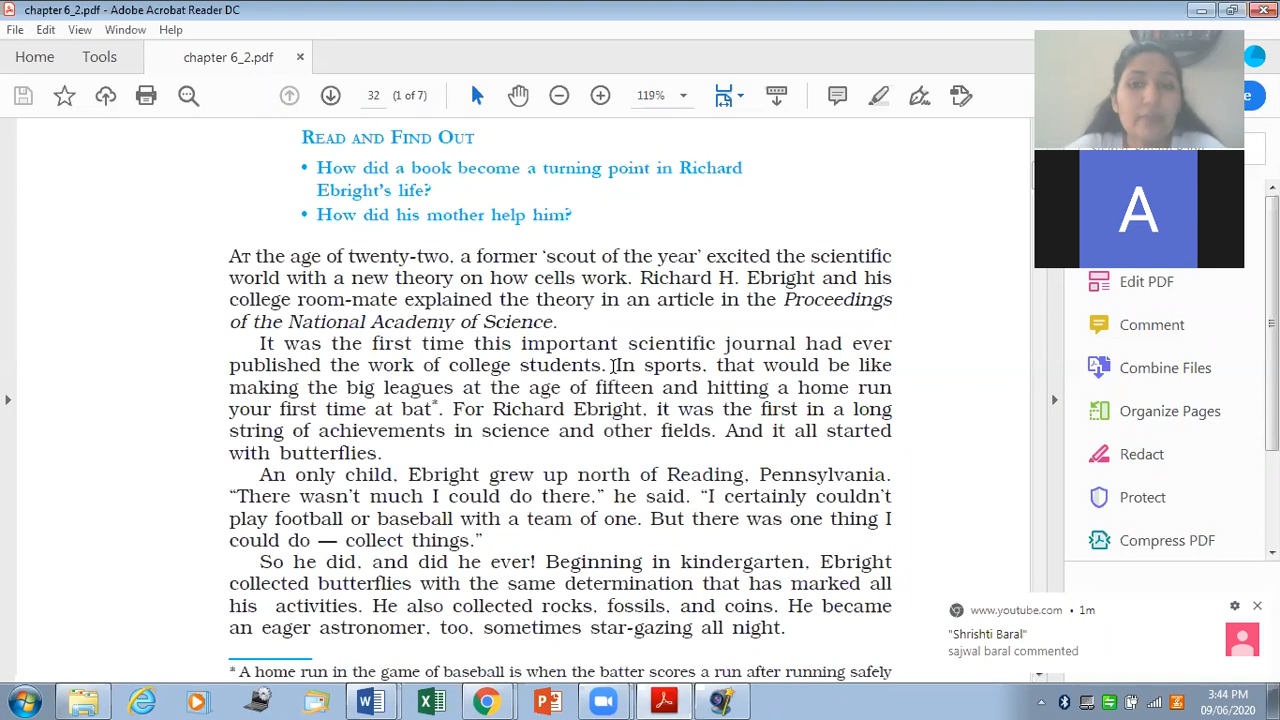 chapter 6_2.pdf - Adobe Acrobat Reader DC
File Edit View Window Help
Home Tools chapter 6_2.pdf ×
32 (1 of 7) 119%
READ AND FIND OUT
• How did a book become a turning point in Richard
Ebright's life?
• How did his mother help him?
AT the age of twenty-two, a former ‘scout of the year’ excited the scientific
world with a new theory on how cells work. Richard H. Ebright and his
college room-mate explained the theory in an article in the Proceedings
of the National Academy of Science.
It was the first time this important scientific journal had ever
published the work of college students. In sports, that would be like
making the big leagues at the age of fifteen and hitting a home run
your first time at bat*. For Richard Ebright, it was the first in a long
string of achievements in science and other fields. And it all started
with butterflies.
An only child, Ebright grew up north of Reading, Pennsylvania.
“There wasn’t much I could do there,” he said. “I certainly couldn’t
play football or baseball with a team of one. But there was one thing I
could do — collect things.”
So he did, and did he ever! Beginning in kindergarten, Ebright
collected butterflies with the same determination that has marked all
his activities. He also collected rocks, fossils, and coins. He became
an eager astronomer, too, sometimes star-gazing all night.
* A home run in the game of baseball is when the batter scores a run after running safely
A
Edit PDF
Comment
Combine Files
Organize Pages
Redact
Protect
Compress PDF
www.youtube.com • 1m
"Shrishti Baral"
sajwal baral commented
3:44 PM
09/06/2020